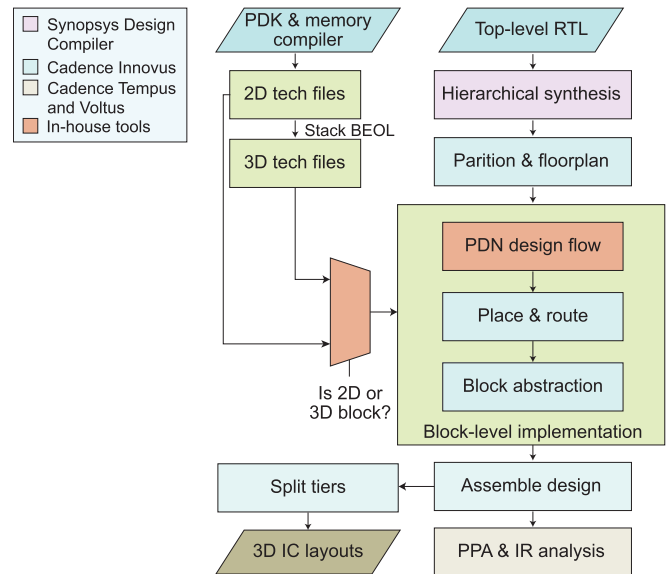 Synopsys Design
Compiler
Cadence Innovus
Cadence Tempus
and Voltus
In-house tools
PDK & memory
compiler
2D tech files
Stack BEOL
3D tech files
Is 2D or
3D block?
Top-level RTL
Hierarchical synthesis
Parition & floorplan
PDN design flow
Place & route
Block abstraction
Block-level implementation
Assemble design
Split tiers
3D IC layouts
PPA & IR analysis